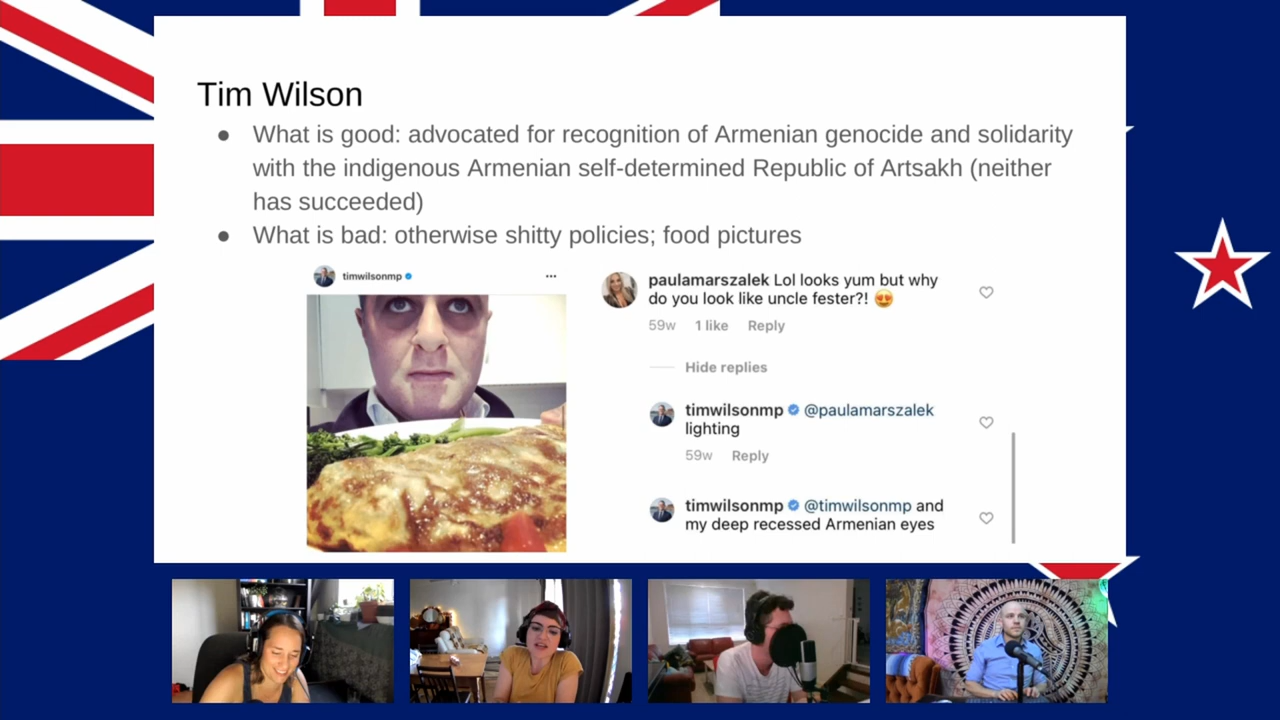 Tim Wilson
● What is good: advocated for recognition of Armenian genocide and solidarity
with the indigenous Armenian self-determined Republic of Artsakh (neither
has succeeded)
● What is bad: otherwise shitty policies; food pictures
timwilsonmp
paulamarszalek Lol looks yum but why
do you look like uncle fester?! 😍
59w 1 like Reply
Hide replies
timwilsonmp @paulamarszalek
lighting
59w Reply
timwilsonmp @timwilsonmp and
my deep recessed Armenian eyes